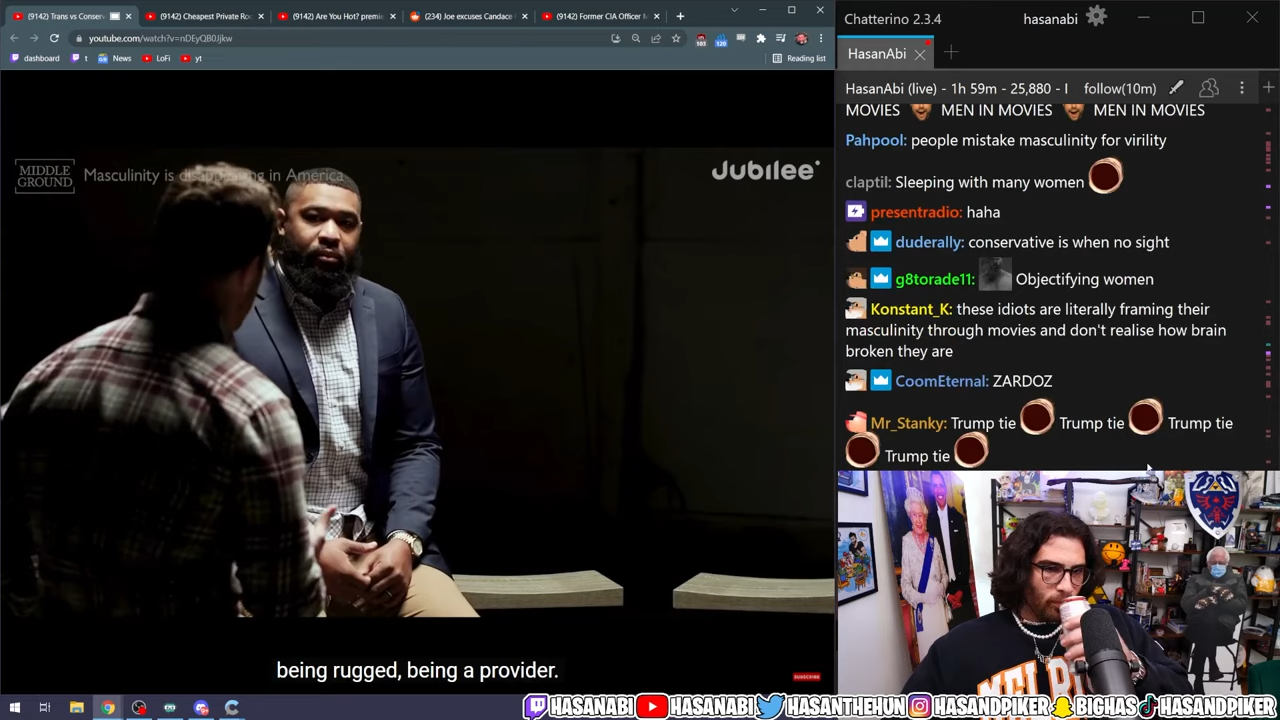 (9142) Trans vs Conser
(9142) Cheapest Private Ro
(9142) Are You Hot? premie
(234) Joe excuses Candace
(9142) Former CIA Officer
youtube.com/watch?v=nDEyQB0Jjkw
103
120
dashboard
t
News
LoFi
yt
Reading list
MIDDLE
GROUND
Masculinity is disappearing in America
Jubilee
being rugged, being a provider.
SUBSCRIBE
Chatterino 2.3.4
hasanabi
HasanAbi
HasanAbi (live) - 1h 59m - 25,880 - I
follow(10m)
MOVIES MEN IN MOVIES MEN IN MOVIES
Pahpool: people mistake masculinity for virility
claptil: Sleeping with many women
presentradio: haha
duderally: conservative is when no sight
g8torade11: Objectifying women
Konstant_K: these idiots are literally framing their
masculinity through movies and don't realise how brain
broken they are
CoomEternal: ZARDOZ
Mr_Stanky: Trump tie Trump tie Trump tie
Trump tie
HASANABI HASANABI HASANTHEHUN HASANDPIKER BIGHAS HASANDPIKER